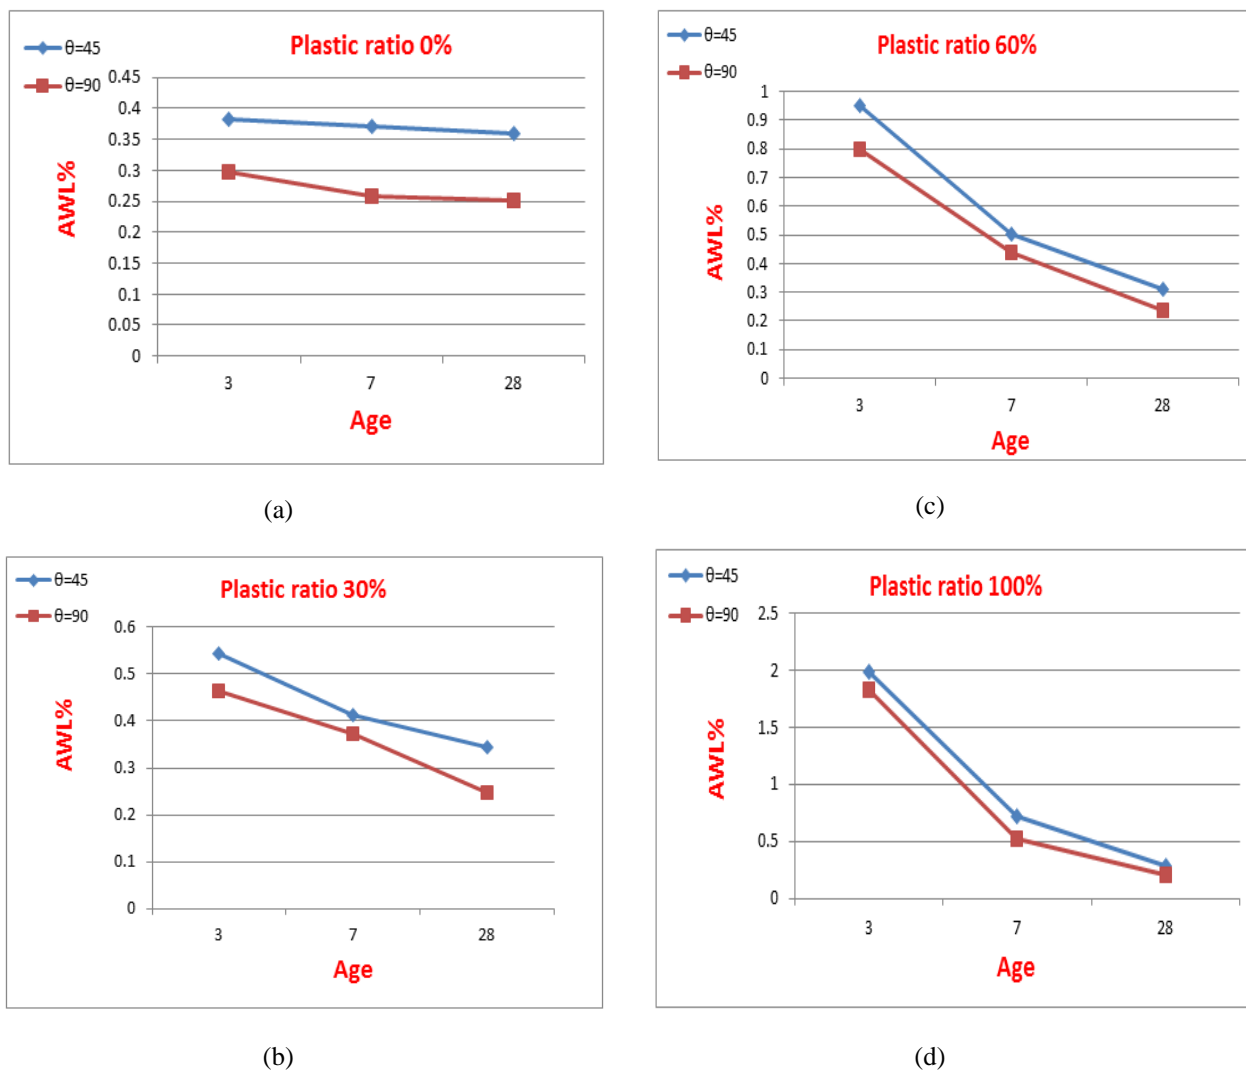 Plastic ratio 0%
θ=45
θ=90
0.45
0.4
0.35
0.3
0.25
0.2
0.15
0.1
0.05
0
AWL%
3 7 28
Age
(a)
Plastic ratio 60%
θ=45
θ=90
1
0.9
0.8
0.7
0.6
0.5
0.4
0.3
0.2
0.1
0
AWL%
3 7 28
Age
(c)
Plastic ratio 30%
θ=45
θ=90
0.6
0.5
0.4
0.3
0.2
0.1
0
AWL%
3 7 28
Age
(b)
Plastic ratio 100%
θ=45
θ=90
2.5
2
1.5
1
0.5
0
AWL%
3 7 28
Age
(d)